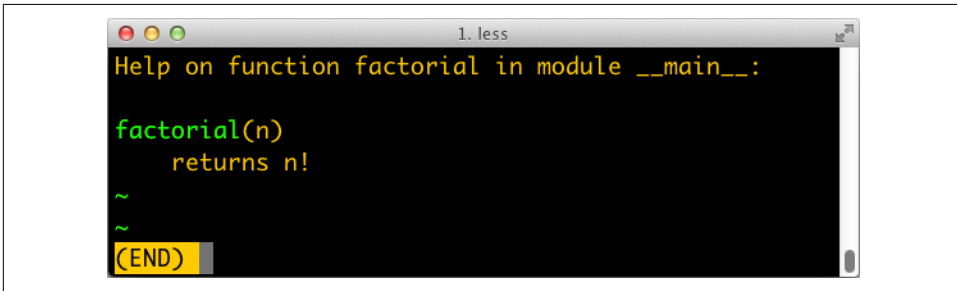 1. less
Help on function factorial in module __main__:
factorial(n)
    returns n!
~
~
(END)